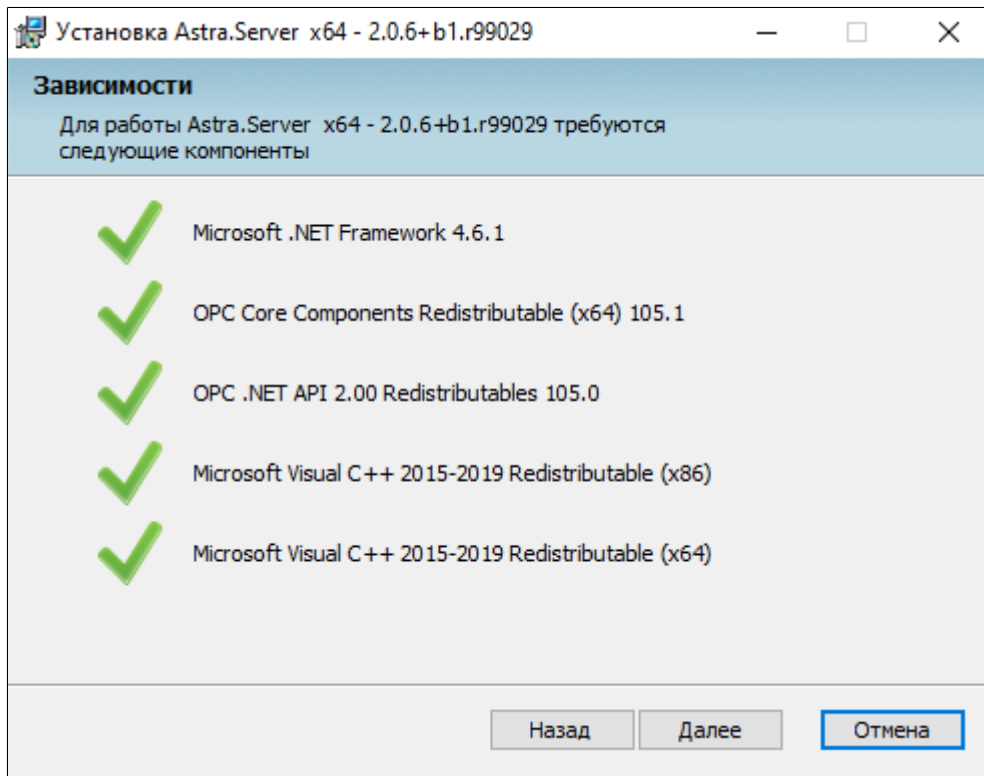 Установка Astra.Server x64 - 2.0.6+b1.r99029
Зависимости
Для работы Astra.Server x64 - 2.0.6+b1.r99029 требуются
следующие компоненты
Microsoft .NET Framework 4.6.1
OPC Core Components Redistributable (x64) 105.1
OPC .NET API 2.00 Redistributables 105.0
Microsoft Visual C++ 2015-2019 Redistributable (x86)
Microsoft Visual C++ 2015-2019 Redistributable (x64)
Назад Далее Отмена